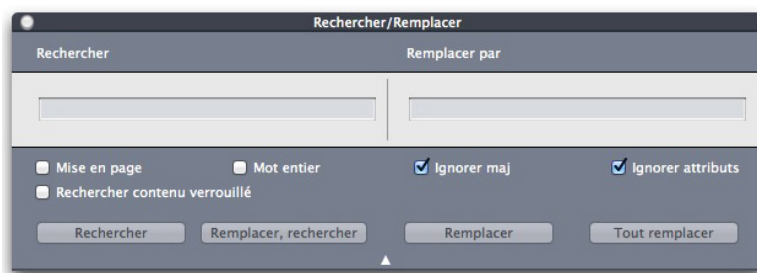 Rechercher/Remplacer
Rechercher Remplacer par
Mise en page Mot entier Ignorer maj Ignorer attributs
Rechercher contenu verrouillé
Rechercher Remplacer, rechercher Remplacer Tout remplacer